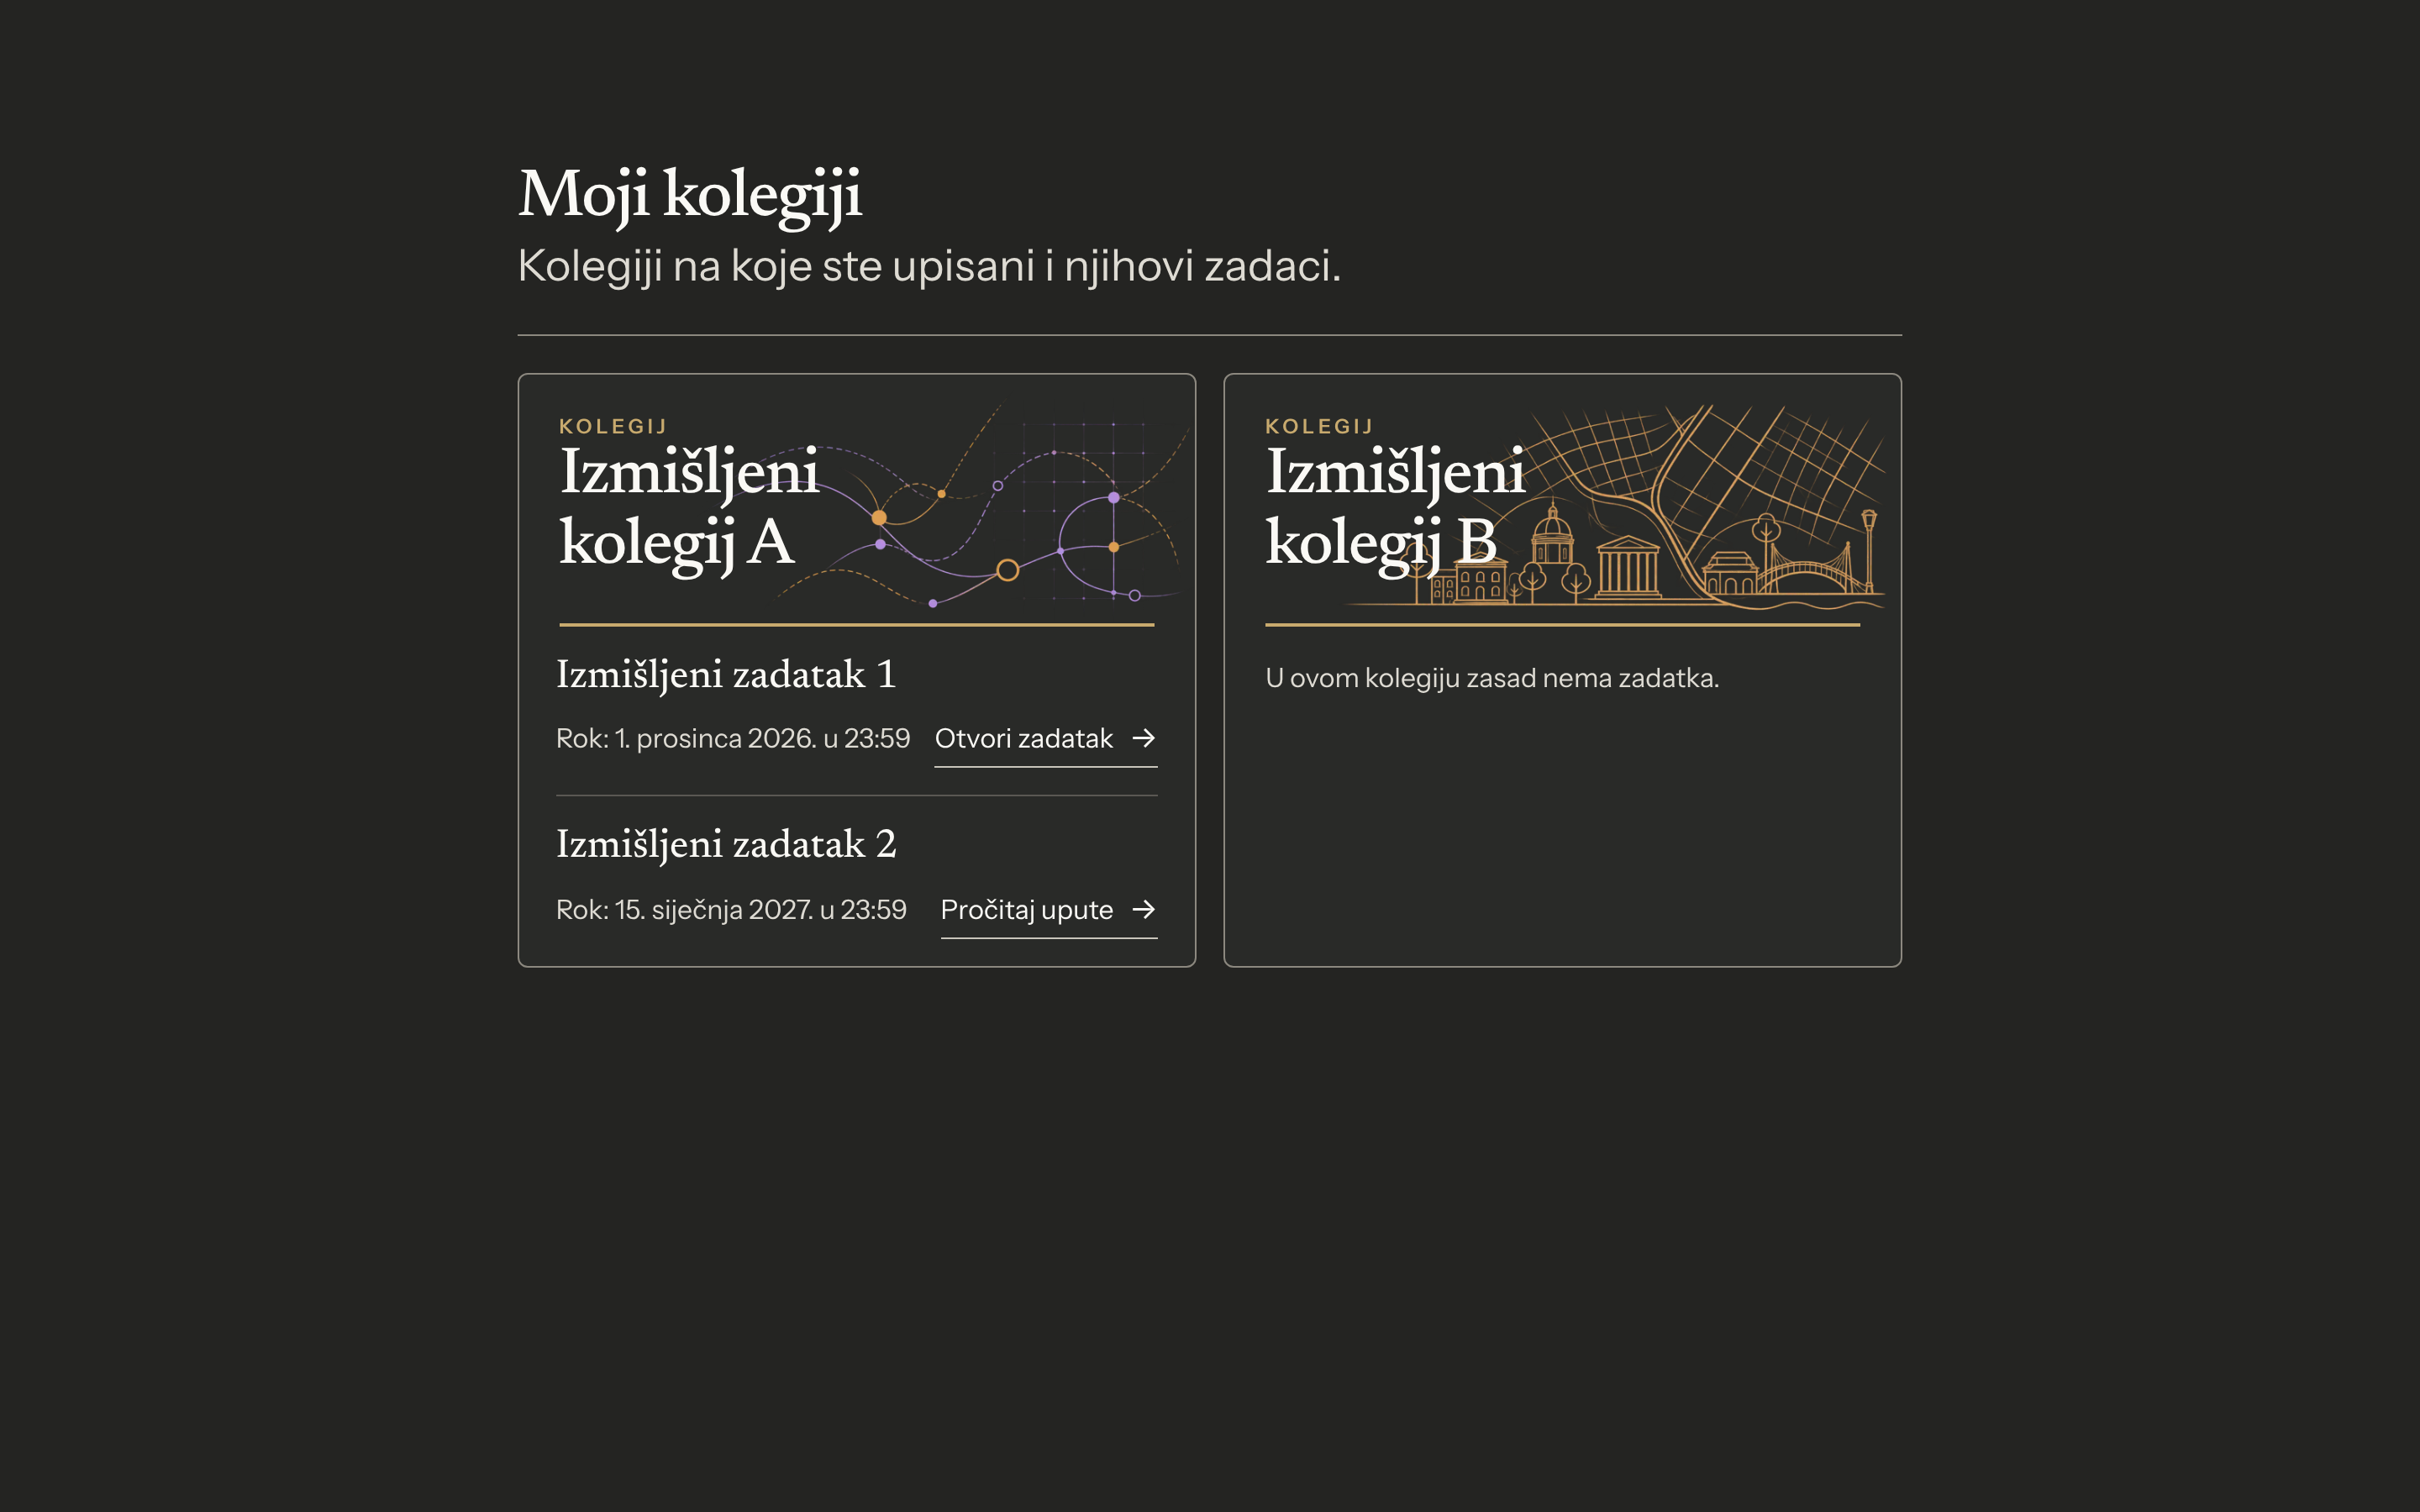 Moji kolegiji
Kolegiji na koje ste upisani i njihovi zadaci.
KOLEGIJ
Izmišljeni
kolegij A
Izmišljeni zadatak 1
Rok: 1. prosinca 2026. u 23:59 Otvori zadatak →
Izmišljeni zadatak 2
Rok: 15. siječnja 2027. u 23:59 Pročitaj upute →
KOLEGIJ
Izmišljeni
kolegij B
U ovom kolegiju zasad nema zadatka.